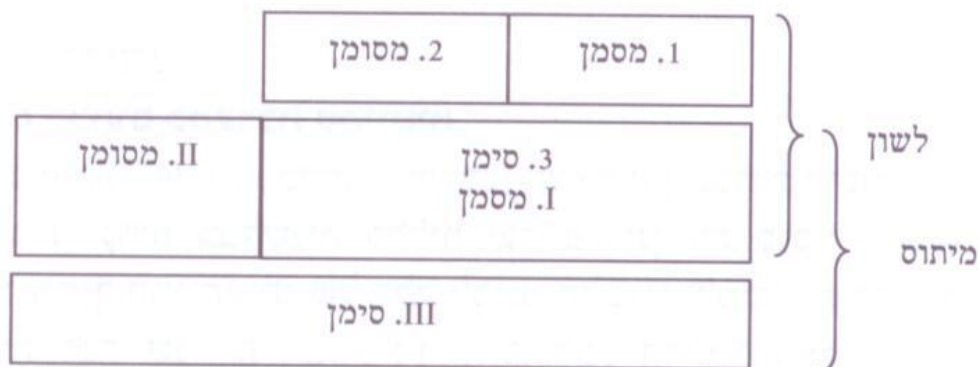 1. מסמן
2. מסומן
לשון
3. סימן
I. מסמן
II. מסומן
מיתוס
III. סימן